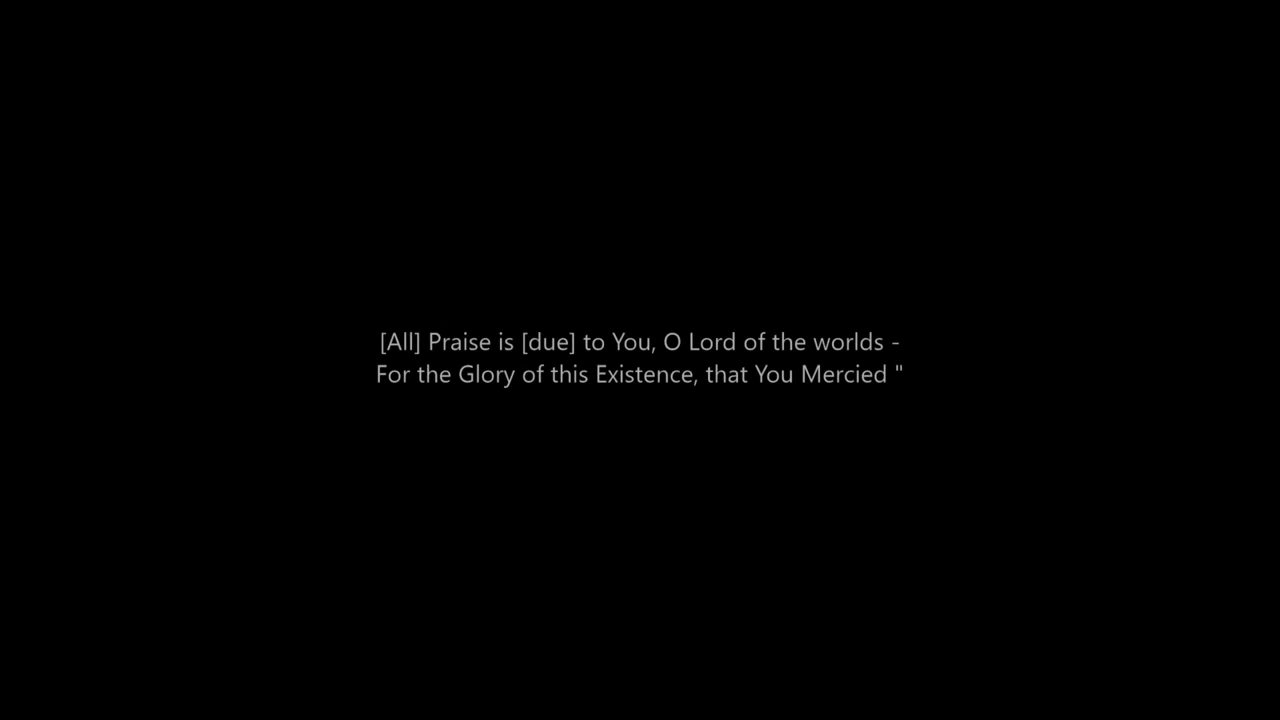 [All] Praise is [due] to You, O Lord of the worlds -
For the Glory of this Existence, that You Mercied "